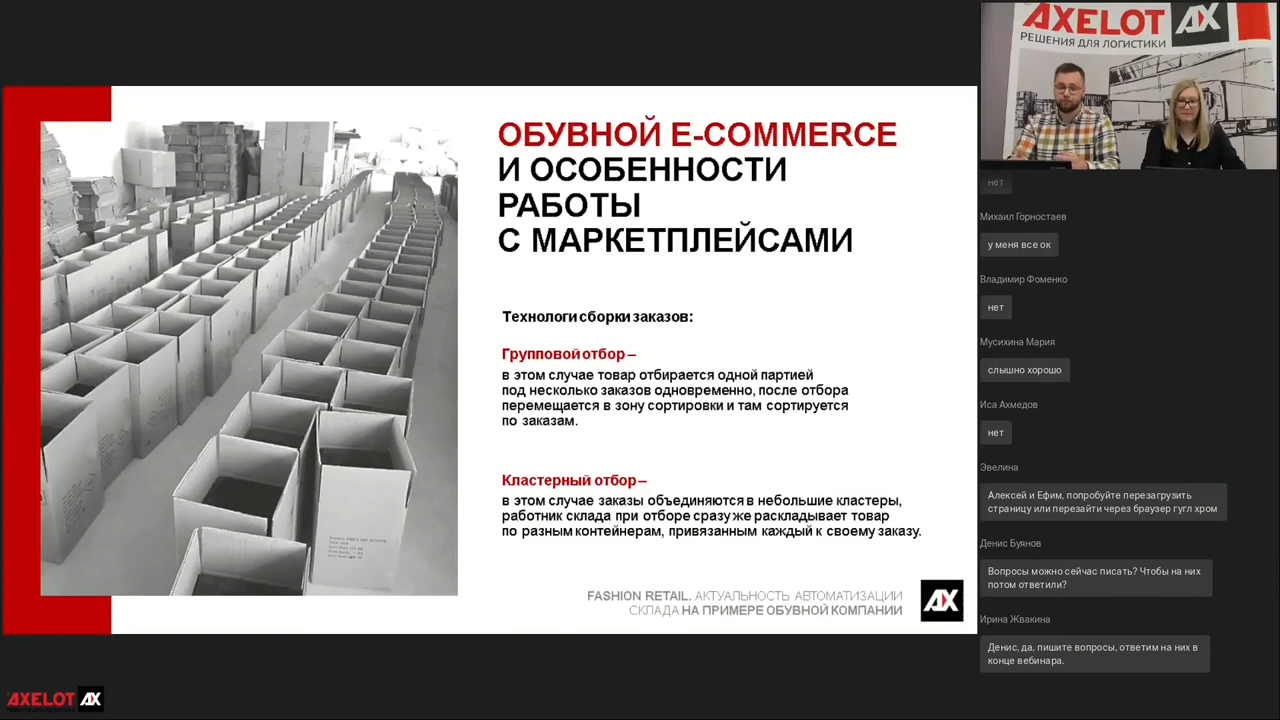 ОБУВНОЙ E-COMMERCE
И ОСОБЕННОСТИ
РАБОТЫ
С МАРКЕТПЛЕЙСАМИ
Технологи сборки заказов:
Групповой отбор –
в этом случае товар отбирается одной партией
под несколько заказов одновременно, после отбора
перемещается в зону сортировки и там сортируется
по заказам.
Кластерный отбор –
в этом случае заказы объединяются в небольшие кластеры,
работник склада при отборе сразу же раскладывает товар
по разным контейнерам, привязанным каждый к своему заказу.
FASHION RETAIL. АКТУАЛЬНОСТЬ АВТОМАТИЗАЦИИ
СКЛАДА НА ПРИМЕРЕ ОБУВНОЙ КОМПАНИИ
AX
AXELOT AX
РЕШЕНИЯ ДЛЯ ЛОГИСТИКИ
нет
Михаил Горностаев
у меня все ок
Владимир Фоменко
нет
Мусихина Мария
слышно хорошо
Иса Ахмедов
нет
Эвелина
Алексей и Ефим, попробуйте перезагрузить
страницу или перезайти через браузер гугл хром
Денис Буянов
Вопросы можно сейчас писать? Чтобы на них
потом ответили?
Ирина Жвакина
Денис, да, пишите вопросы, ответим на них в
конце вебинара.
AXELOT AX